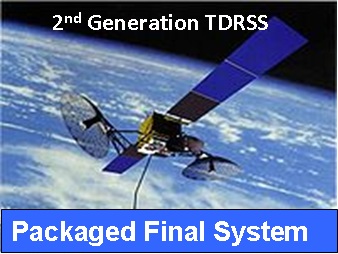 2nd Generation TDRSS
Packaged Final System